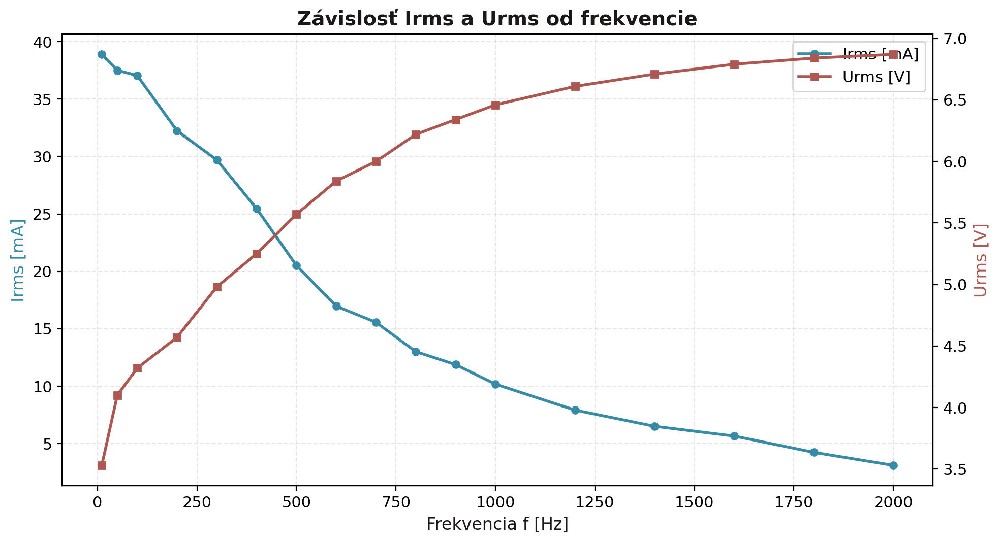 Závislosť Irms a Urms od frekvencie
Irms [mA]
Urms [V]
40
35
30
25
20
15
10
5
Irms [mA]
7.0
6.5
6.0
5.5
5.0
4.5
4.0
3.5
Urms [V]
0 250 500 750 1000 1250 1500 1750 2000
Frekvencia f [Hz]